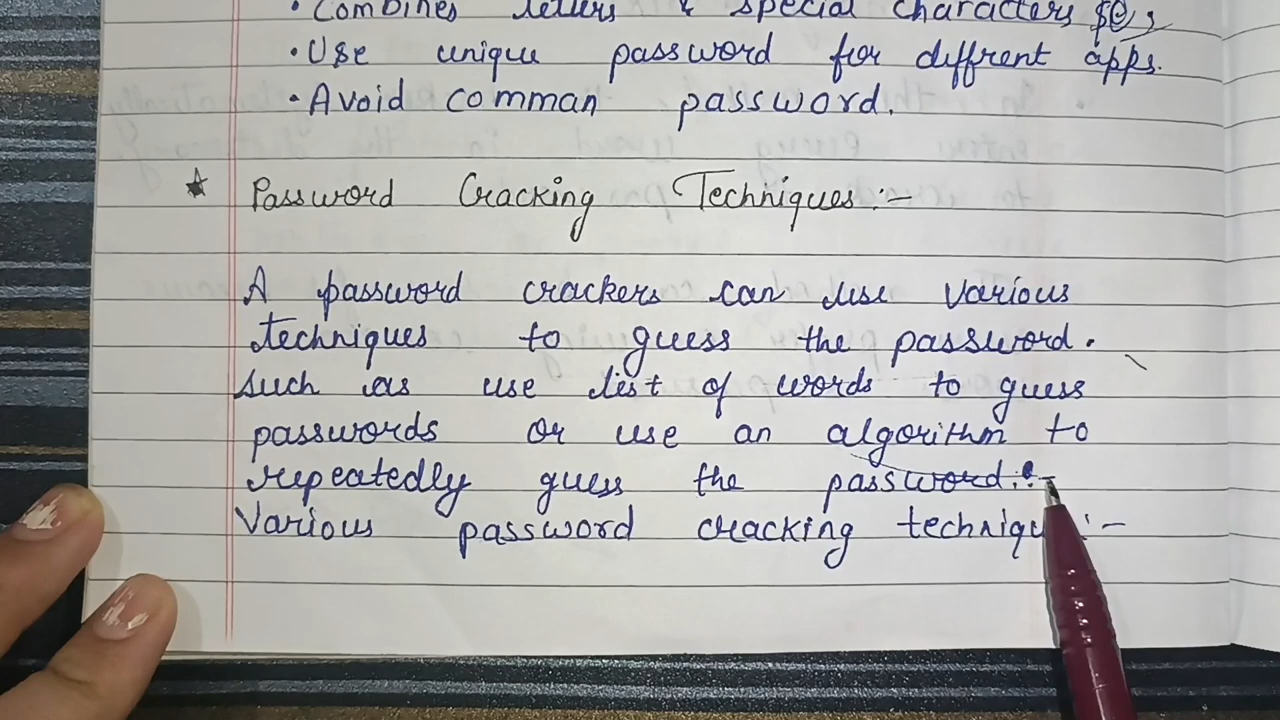 • Combines letters & special characters $@,
• Use unique password for diffrent apps.
• Avoid comman password.
★ Password Cracking Techniques :-
A password crackers can use various
techniques to guess the password.
such as use list of words to guess
passwords or use an algorithm to
repeatedly guess the password :-
Various password cracking technique :-